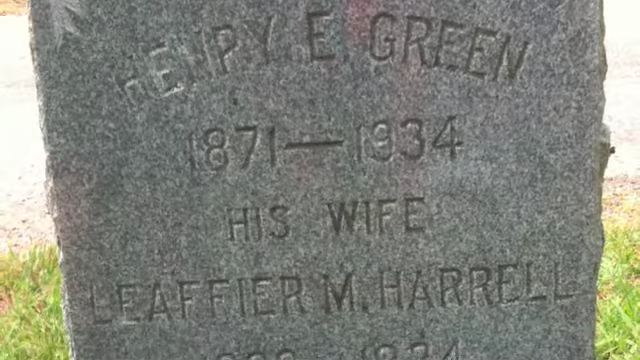 HENRY E. GREEN
1871—1934
HIS WIFE
LEAFFIER M. HARRELL